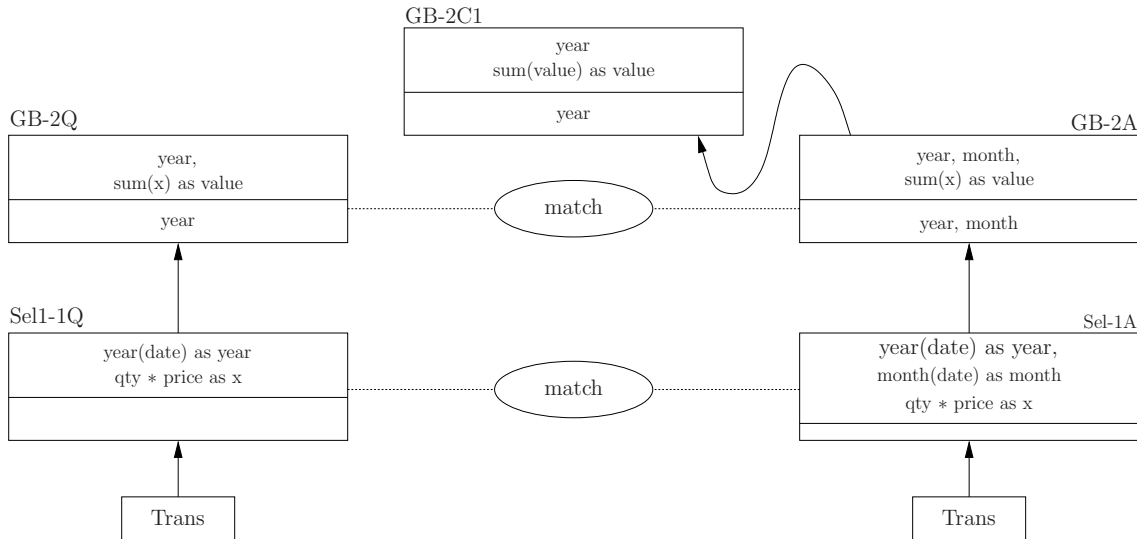 GB-2C1
year
sum(value) as value
year
GB-2Q
year,
sum(x) as value
year
match
GB-2A
year, month,
sum(x) as value
year, month
Sel1-1Q
year(date) as year
qty * price as x
match
Sel-1A
year(date) as year,
month(date) as month
qty * price as x
Trans
Trans